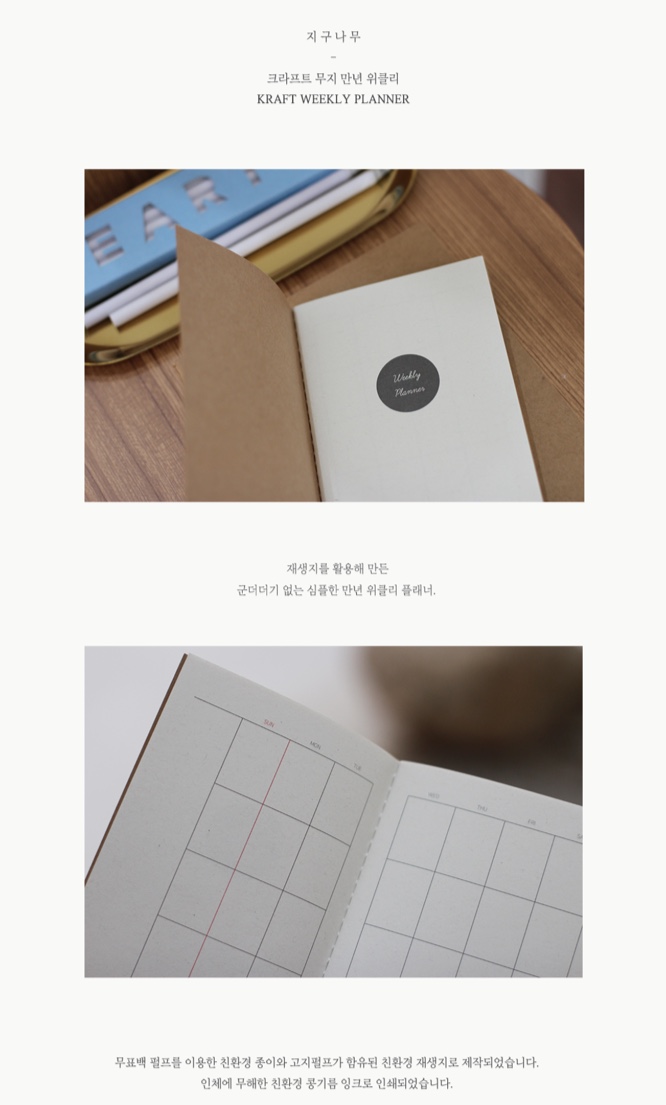 지구나무
–
크라프트 무지 만년 위클리
KRAFT WEEKLY PLANNER
EART
Weekly
Planner
재생지를 활용해 만든
군더더기 없는 심플한 만년 위클리 플래너.
SUN MON TUE WED THU FRI SA
무표백 펄프를 이용한 친환경 종이와 고지펄프가 함유된 친환경 재생지로 제작되었습니다.
인체에 무해한 친환경 콩기름 잉크로 인쇄되었습니다.